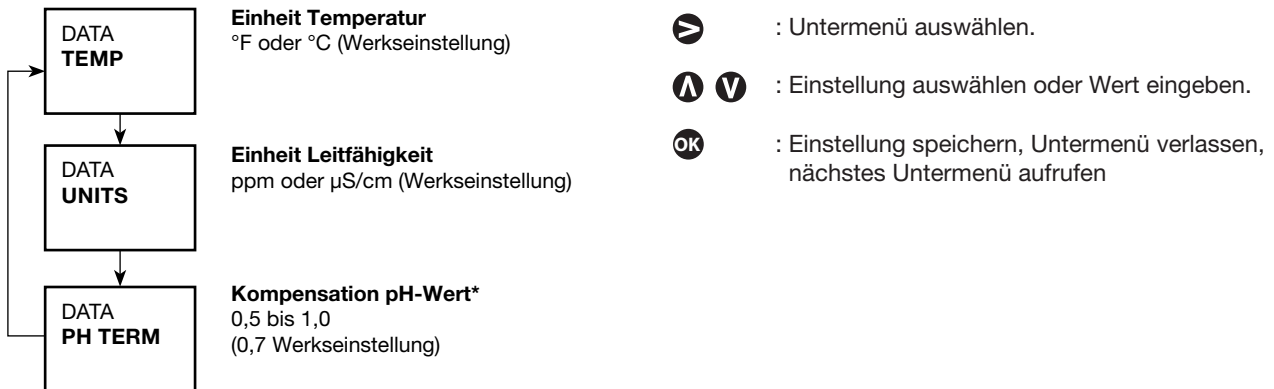 DATA
TEMP
Einheit Temperatur
°F oder °C (Werkseinstellung)
DATA
UNITS
Einheit Leitfähigkeit
ppm oder µS/cm (Werkseinstellung)
DATA
PH TERM
Kompensation pH-Wert*
0,5 bis 1,0
(0,7 Werkseinstellung)
: Untermenü auswählen.
: Einstellung auswählen oder Wert eingeben.
OK : Einstellung speichern, Untermenü verlassen,
nächstes Untermenü aufrufen